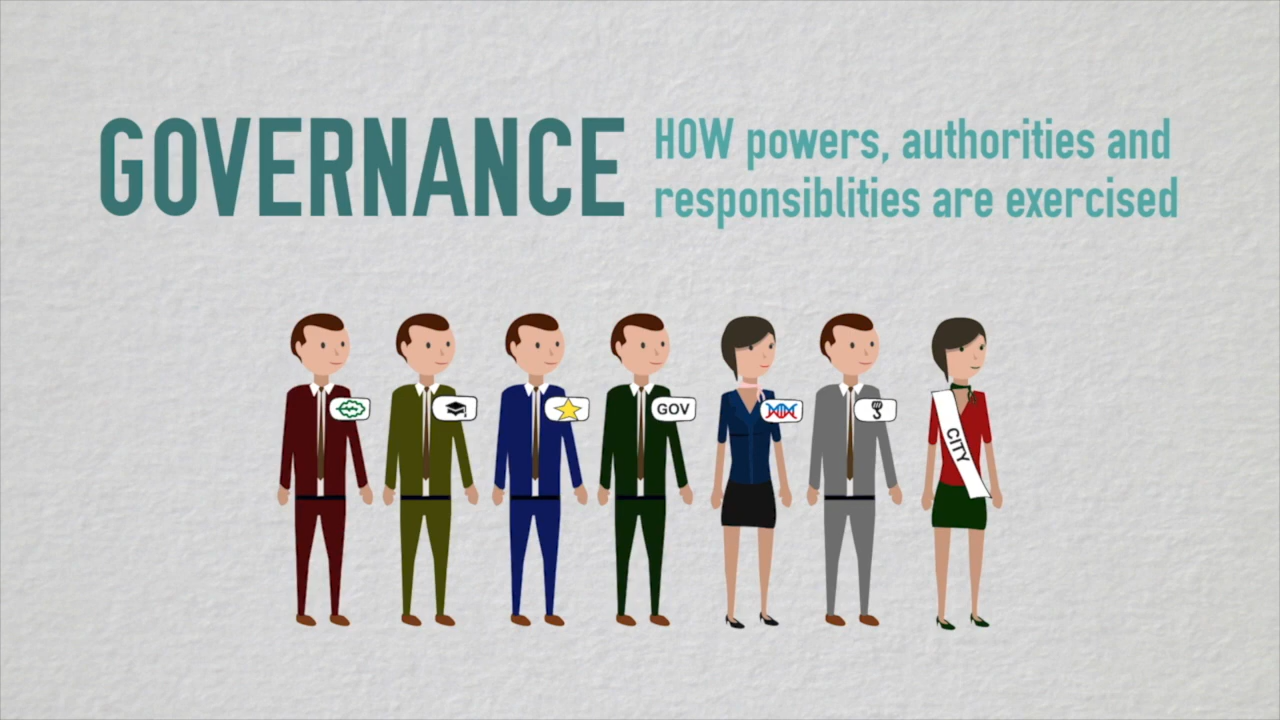 GOVERNANCE
HOW powers, authorities and
responsiblities are exercised
GOV
CITY